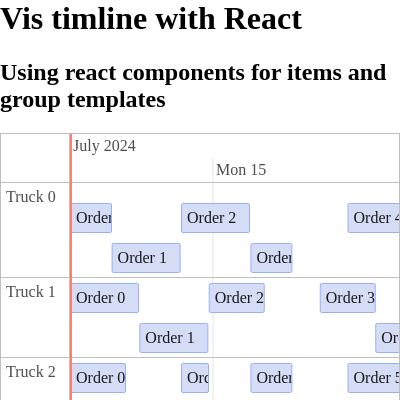 Vis timline with React
Using react components for items and
group templates
July 2024
Mon 15
Truck 0
Order 2
Order 4
Order 1
Order
Truck 1
Order 0
Order 2
Order 3
Order 1
Or
Truck 2
Order 0
Order
Order 5